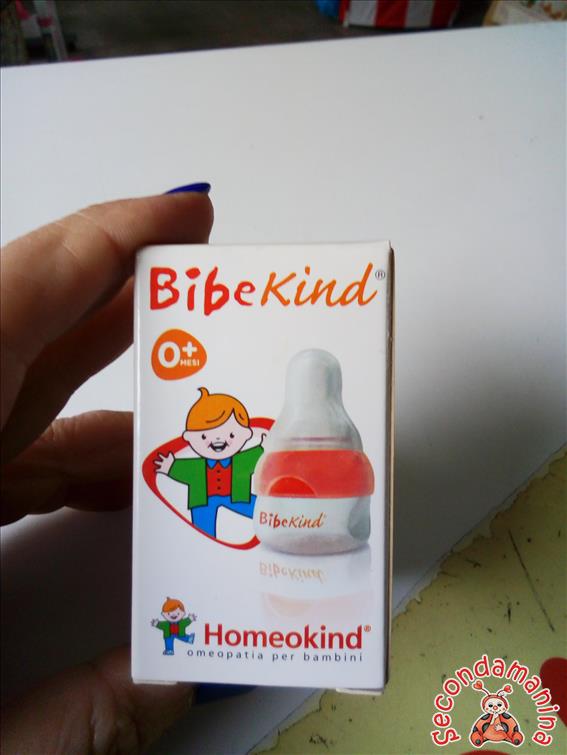 Bibekind®
0+
MESI
Bibekind
Homeokind®
omeopatia per bambini
secondamanina